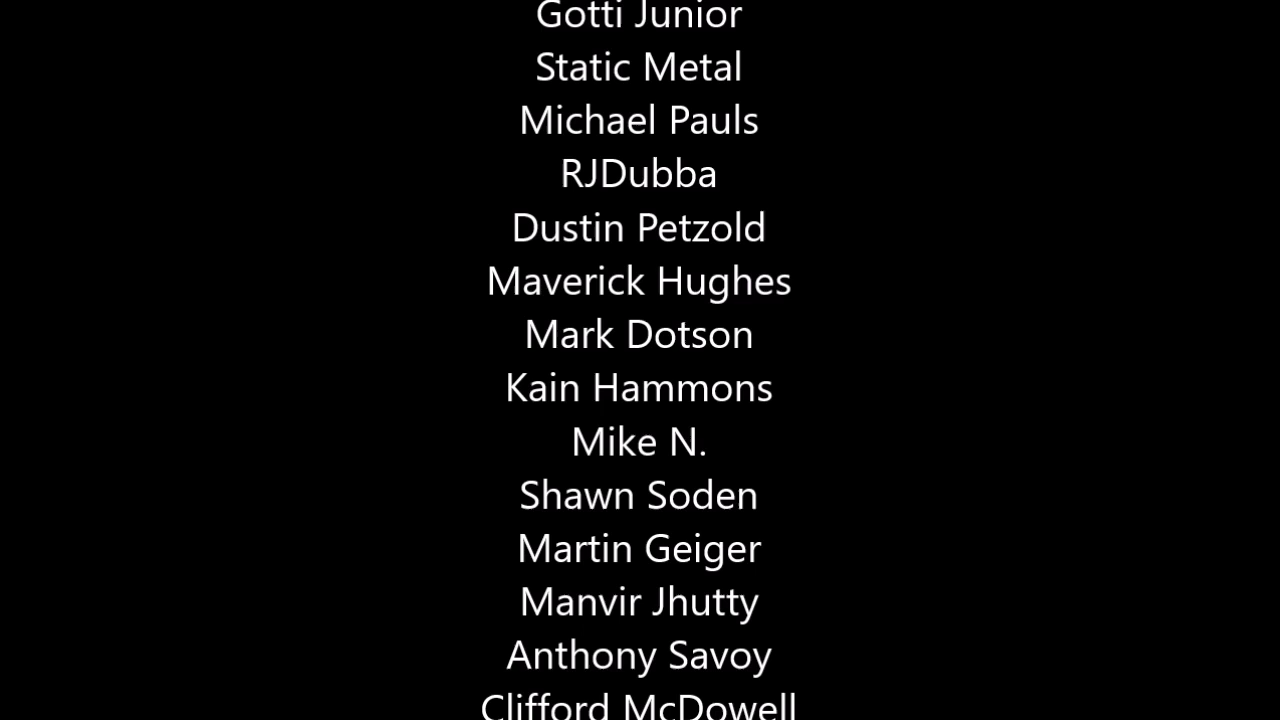 Gotti Junior
Static Metal
Michael Pauls
RJDubba
Dustin Petzold
Maverick Hughes
Mark Dotson
Kain Hammons
Mike N.
Shawn Soden
Martin Geiger
Manvir Jhutty
Anthony Savoy
Clifford McDowell